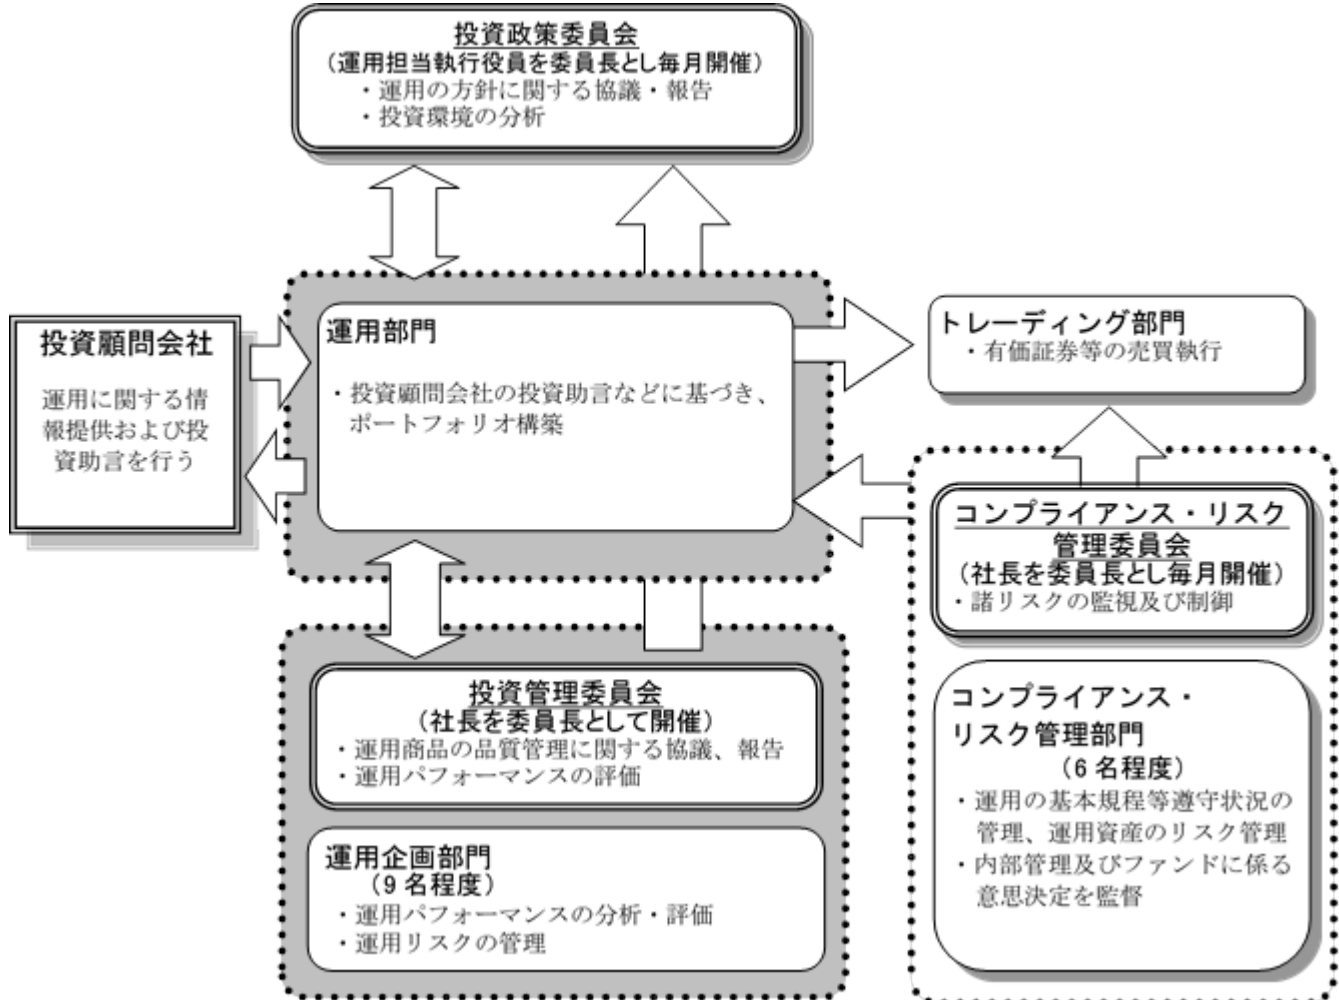 投資政策委員会
（運用担当執行役員を委員長とし毎月開催）
・運用の方針に関する協議・報告
・投資環境の分析
投資顧問会社
運用に関する情
報提供および投
資助言を行う
運用部門
・投資顧問会社の投資助言などに基づき、
ポートフォリオ構築
トレーディング部門
・有価証券等の売買執行
コンプライアンス・リスク
管理委員会
（社長を委員長とし毎月開催）
・諸リスクの監視及び制御
コンプライアンス・
リスク管理部門
（6 名程度）
・運用の基本規程等遵守状況の
管理、運用資産のリスク管理
・内部管理及びファンドに係る
意思決定を監督
投資管理委員会
（社長を委員長として開催）
・運用商品の品質管理に関する協議、報告
・運用パフォーマンスの評価
運用企画部門
（9 名程度）
・運用パフォーマンスの分析・評価
・運用リスクの管理